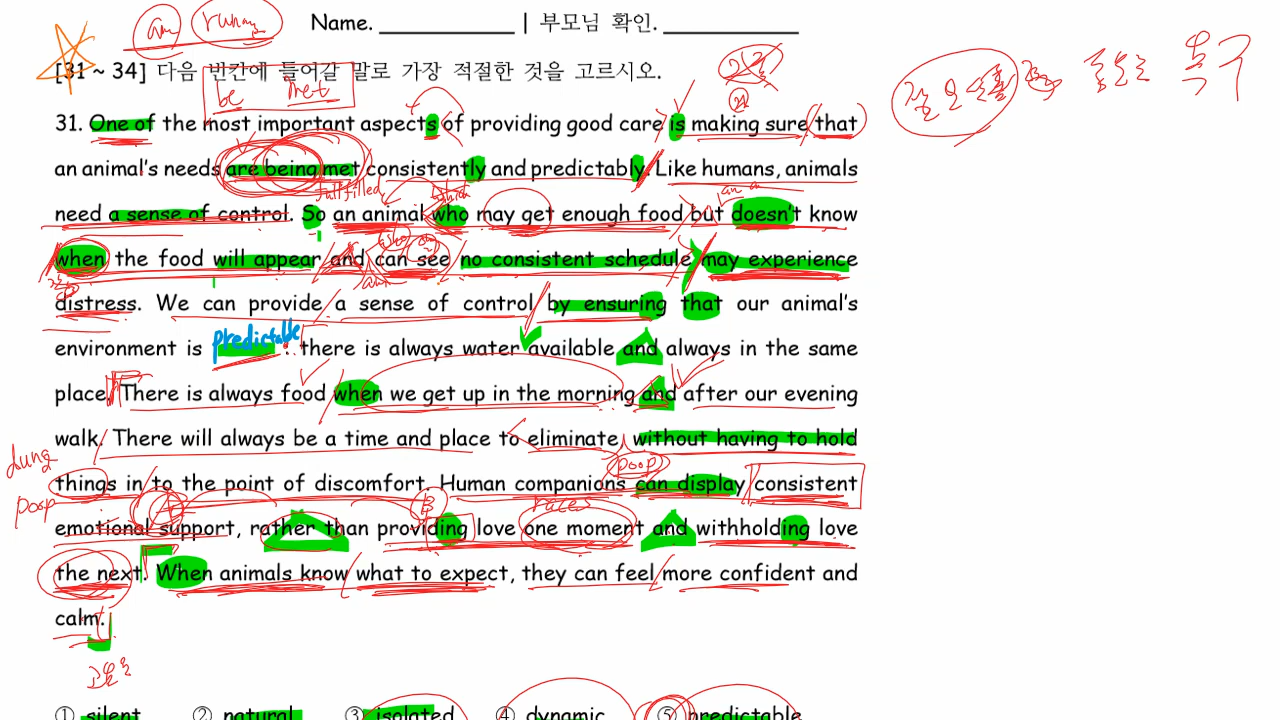 am
Name. ____________ | 부모님 확인. ____________
[31 ~ 34] 다음 빈칸에 들어갈 말로 가장 적절한 것을 고르시오.
be met
31. One of the most important aspects of providing good care is making sure that
an animal's needs are being met consistently and predictably. Like humans, animals
fullfilled which
need a sense of control. So an animal who may get enough food but doesn't know
when the food will appear and can see no consistent schedule may experience
distress. We can provide a sense of control by ensuring that our animal's
environment is predictable : there is always water available and always in the same
place. There is always food when we get up in the morning and after our evening
walk. There will always be a time and place to eliminate, without having to hold
dung
poop
things in to the point of discomfort. Human companions can display consistent
poop
emotional support, rather than providing love one moment and withholding love
the next. When animals know what to expect, they can feel more confident and
calm.
① silent ② natural ③ isolated ④ dynamic ⑤ predictable